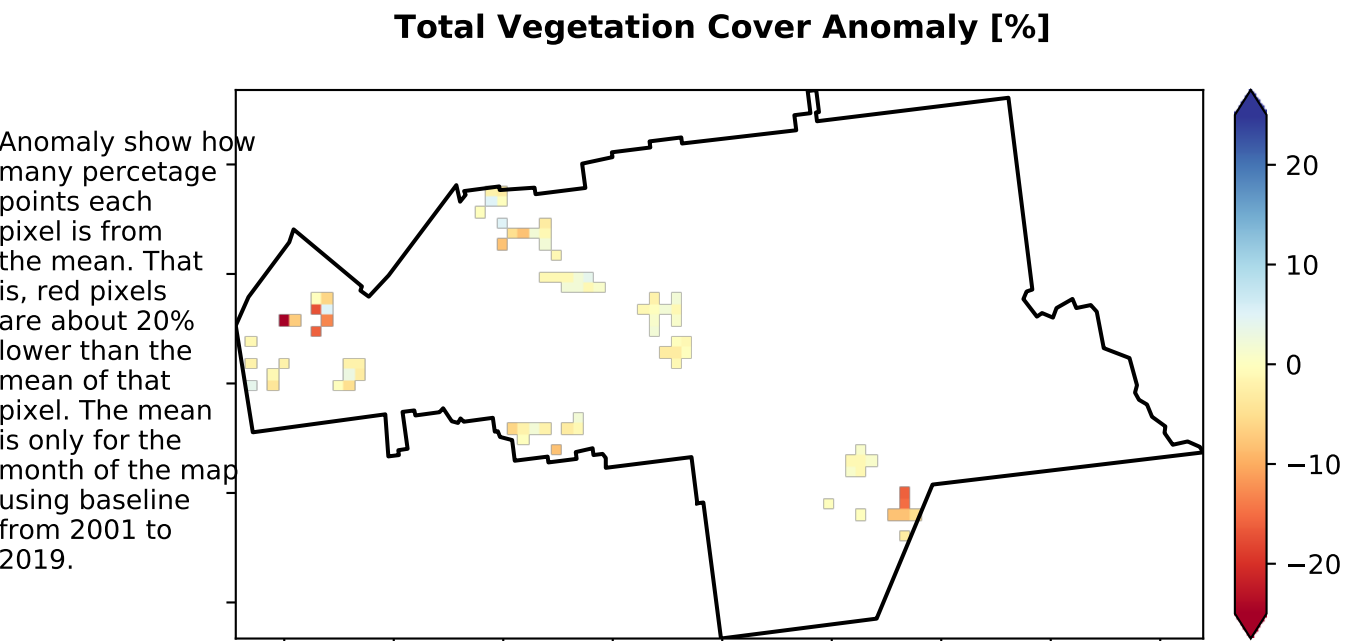 Total Vegetation Cover Anomaly [%]
Anomaly show how
many percetage
points each
pixel is from
the mean. That
is, red pixels
are about 20%
lower than the
mean of that
pixel. The mean
is only for the
month of the map
using baseline
from 2001 to
2019.
20
10
0
−10
−20